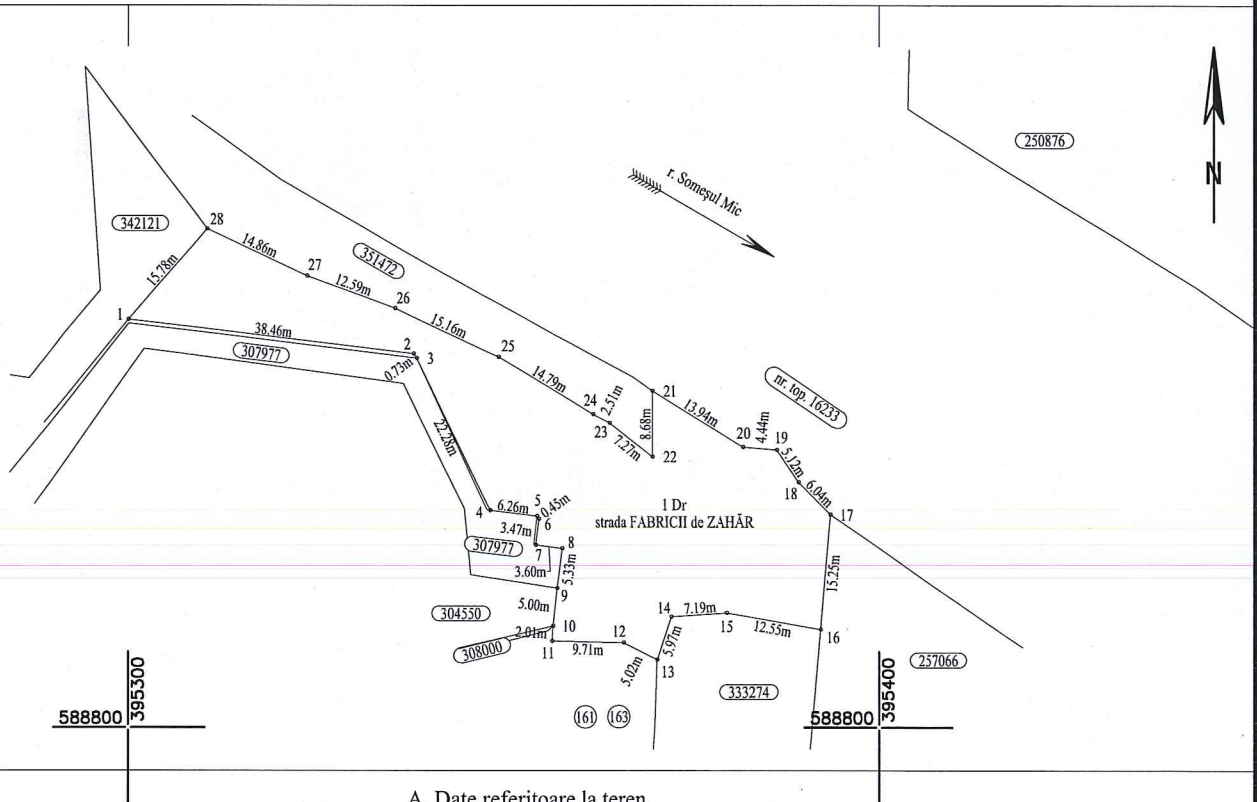 250876
N
r. Someșul Mic
342121
28
14.86m
27
351472
15.78m
12.59m
26
1
38.46m
15.16m
307977
2
3
0.73m
25
14.79m
24
2.51m
23
7.27m
21
8.68m
22
13.94m
nr. top. 16233
20
4.44m
19
5.12m
18
6.04m
17
22.28m
4
6.26m
5
0.45m
6
3.47m
7
8
307977
3.60m
5.33m
1 Dr
strada FABRICII de ZAHĂR
15.25m
9
304550
5.00m
10
2.01m
308000
11
9.71m
12
5.02m
13
5.97m
14
7.19m
15
12.55m
16
257066
333274
161
163
588800
395300
588800
395400
A. Date referitoare la teren